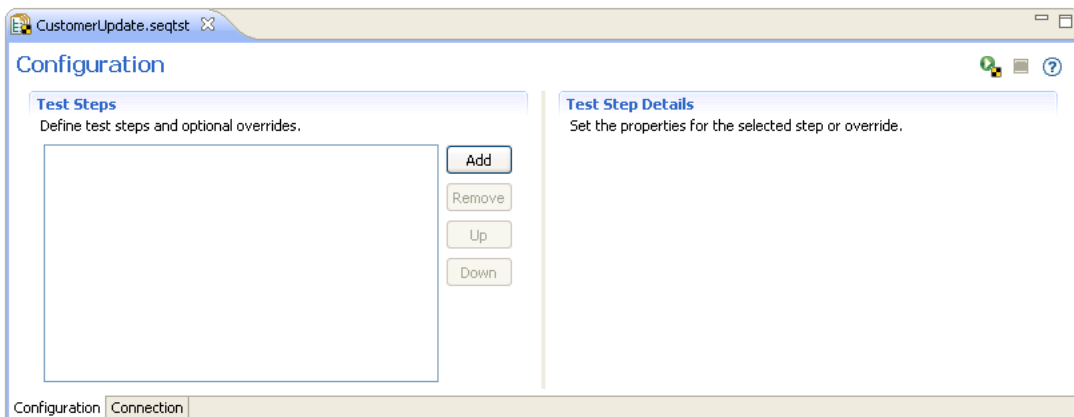 CustomerUpdate.seqtst
Configuration
Test Steps
Define test steps and optional overrides.
Add
Remove
Up
Down
Test Step Details
Set the properties for the selected step or override.
Configuration Connection